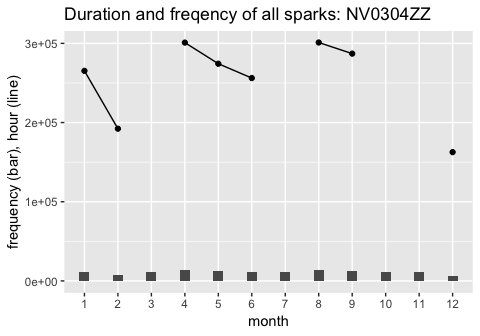 Duration and freqency of all sparks: NV0304ZZ
frequency (bar), hour (line)
3e+05
2e+05
1e+05
0e+00
1 2 3 4 5 6 7 8 9 10 11 12
month